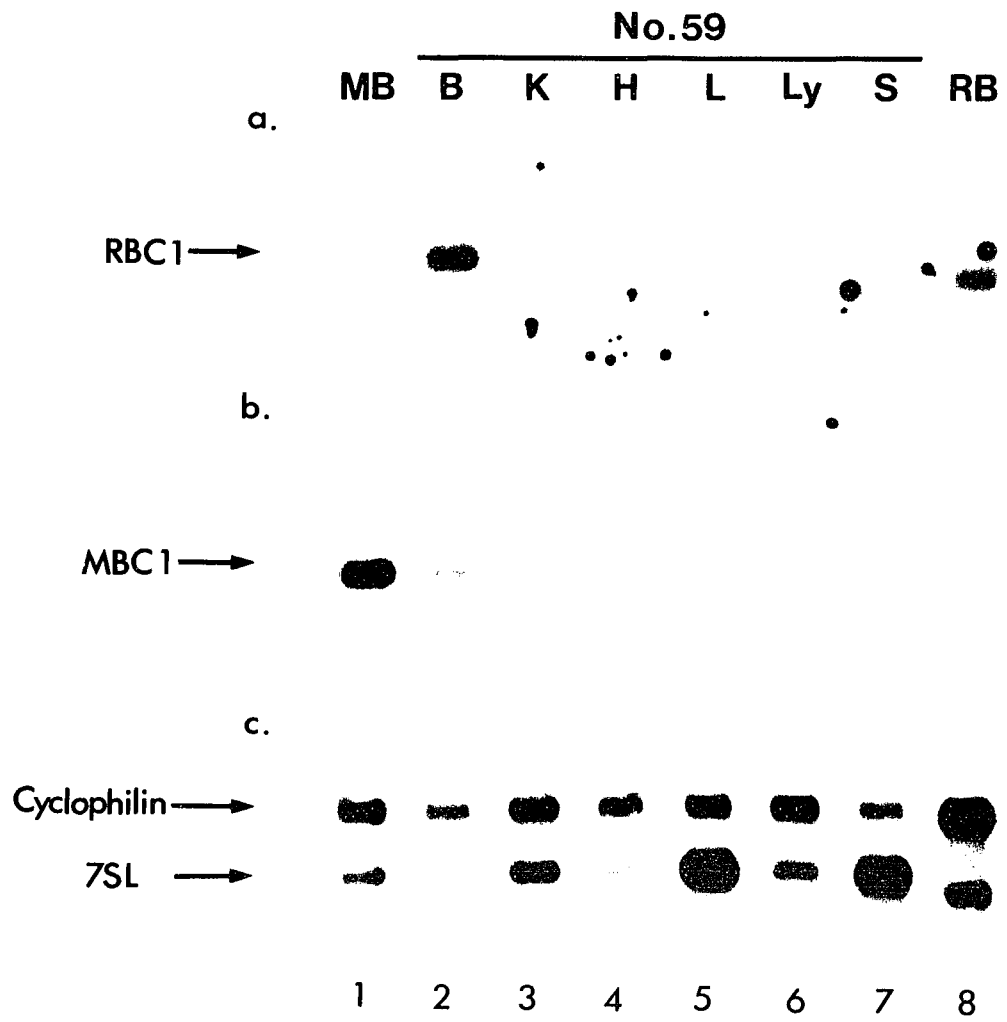 No.59
MB B K H L Ly S RB
a.
RBC1
b.
MBC1
c.
Cyclophilin
7SL
1 2 3 4 5 6 7 8